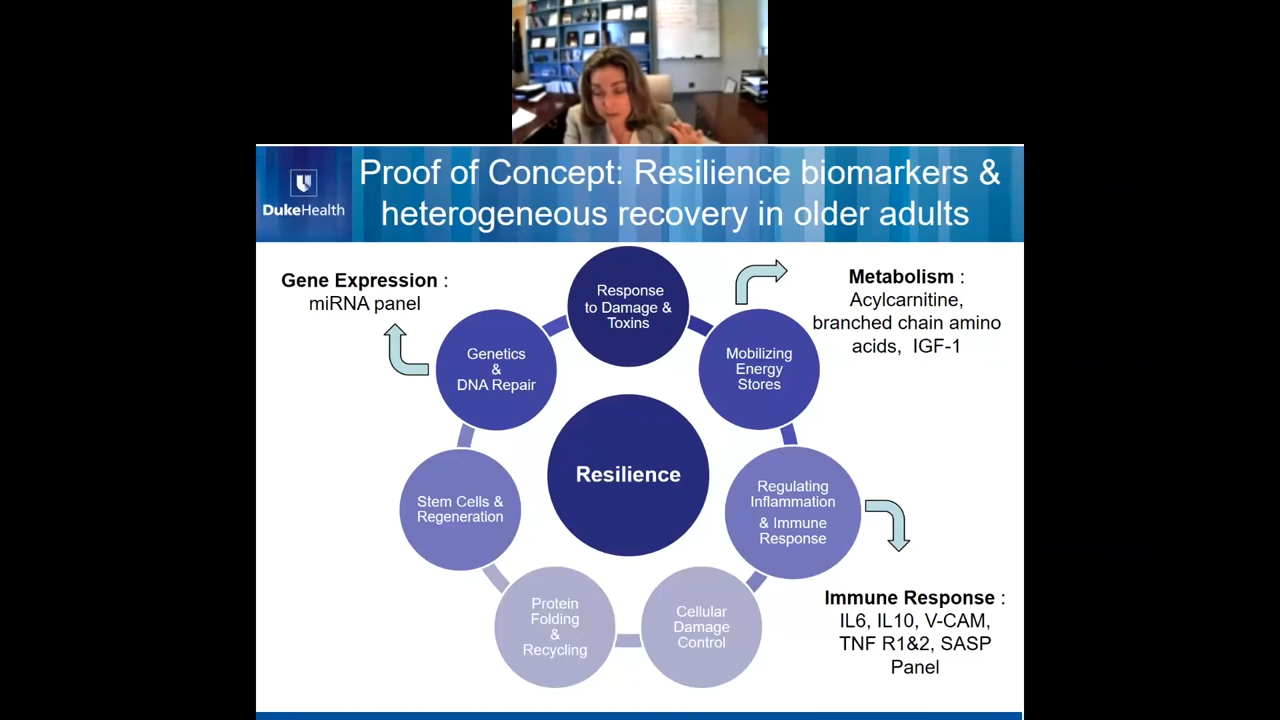 DukeHealth
Proof of Concept: Resilience biomarkers &
heterogeneous recovery in older adults
Gene Expression :
miRNA panel
Response
to Damage &
Toxins
Metabolism :
Acylcarnitine,
branched chain amino
acids, IGF-1
Genetics
&
DNA Repair
Mobilizing
Energy
Stores
Resilience
Stem Cells &
Regeneration
Regulating
Inflammation
& Immune
Response
Protein
Folding
&
Recycling
Cellular
Damage
Control
Immune Response :
IL6, IL10, V-CAM,
TNF R1&2, SASP
Panel